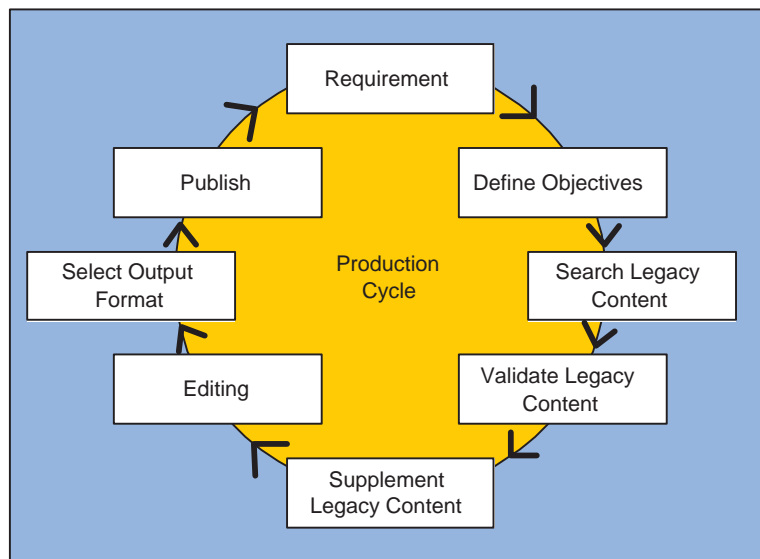 Requirement
Define Objectives
Search Legacy
Content
Validate Legacy
Content
Supplement
Legacy Content
Editing
Select Output
Format
Publish
Production
Cycle